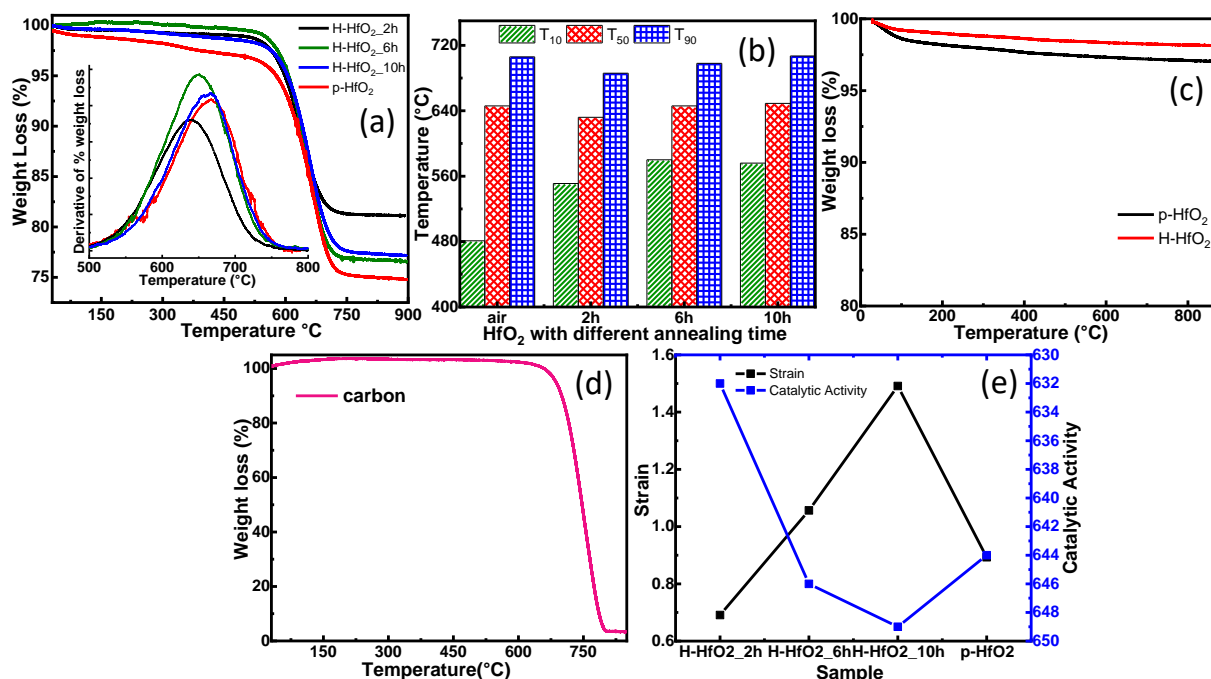 H-HfO₂_2h
H-HfO₂_6h
H-HfO₂_10h
p-HfO₂
(a)
100
95
90
85
80
75
Weight Loss (%)
Derivative of % weight loss
500 600 700 800
Temperature °C
150 300 450 600 750 900
Temperature °C
T₁₀ T₅₀ T₉₀
(b)
720
640
560
480
400
Temperature (°C)
air 2h 6h 10h
HfO₂ with different annealing time
(c)
100
95
90
85
80
Weight loss (%)
p-HfO₂
H-HfO₂
0 200 400 600 800
Temperature (°C)
(d)
carbon
100
80
60
40
20
0
Weight loss (%)
150 300 450 600 750
Temperature(°C)
Strain
Catalytic Activity
(e)
1.6
1.4
1.2
1.0
0.8
0.6
Strain
630
632
634
636
638
640
642
644
646
648
650
Catalytic Activity
H-HfO2_2h H-HfO2_6h H-HfO2_10h p-HfO2
Sample